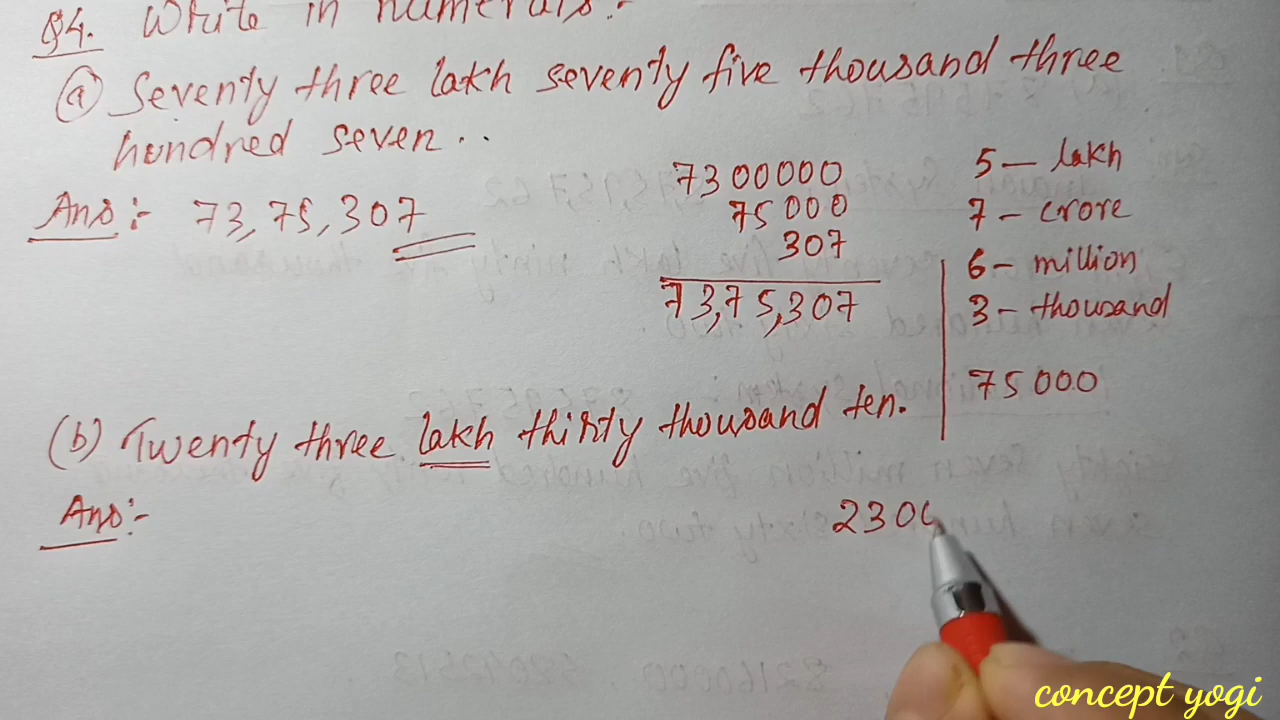 Q4. Write in numerals:-
(a) Seventy three lakh seventy five thousand three
hundred seven..
Ans:- 73,75,307
7300000
75000
307
73,75,307
5 - lakh
7 - crore
6 - million
3 - thousand
75000
(b) Twenty three lakh thirty thousand ten.
Ans:-
230
concept yogi